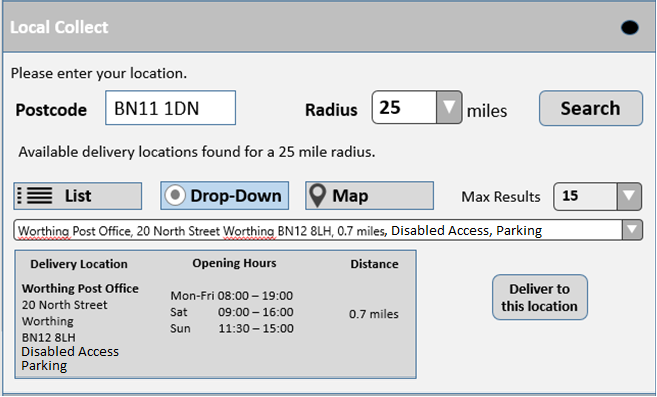 Local Collect
Please enter your location.
Postcode BN11 1DN Radius 25 miles Search
Available delivery locations found for a 25 mile radius.
List Drop-Down Map Max Results 15
Worthing Post Office, 20 North Street Worthing BN12 8LH, 0.7 miles, Disabled Access, Parking
Delivery Location Opening Hours Distance
Worthing Post Office
20 North Street
Worthing
BN12 8LH
Disabled Access
Parking
Mon-Fri 08:00 – 19:00
Sat 09:00 – 16:00
Sun 11:30 – 15:00
0.7 miles
Deliver to
this location